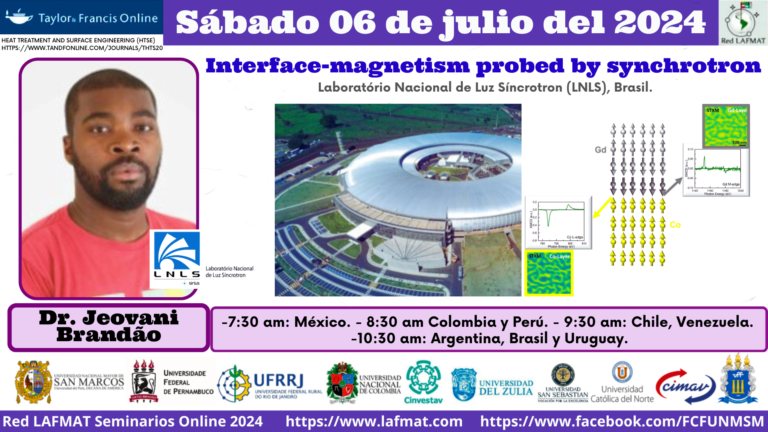 Taylor & Francis Online
HEAT TREATMENT AND SURFACE ENGINEERING (HTSE)
HTTPS://WWW.TANDFONLINE.COM/JOURNALS/THTS20
Sábado 06 de julio del 2024
Red LAFMAT
Interface-magnetism probed by synchrotron
Laboratório Nacional de Luz Síncrotron (LNLS), Brasil.
Gd
Co
LNLS
Laboratório Nacional
de Luz Síncrotron
Dr. Jeovani
Brandão
-7:30 am: México. - 8:30 am Colombia y Perú. - 9:30 am: Chile, Venezuela.
-10:30 am: Argentina, Brasil y Uruguay.
SAN MARCOS
UNIVERSIDADE
FEDERAL
DE PERNAMBUCO
UFRRJ
UNIVERSIDADE FEDERAL RURAL
DO RIO DE JANEIRO
UNIVERSIDAD
NACIONAL
DE COLOMBIA
Cinvestav
UNIVERSIDAD
DEL ZULIA
UNIVERSIDAD
SAN SEBASTIAN
Universidad
Católica del Norte
cimav
Red LAFMAT Seminarios Online 2024 https://www.lafmat.com https://www.facebook.com/FCFUNMSM